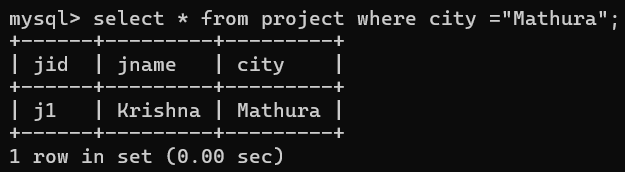 mysql> select * from project where city ="Mathura";
+------+---------+---------+
| jid  | jname   | city    |
+------+---------+---------+
| j1   | Krishna | Mathura |
+------+---------+---------+
1 row in set (0.00 sec)